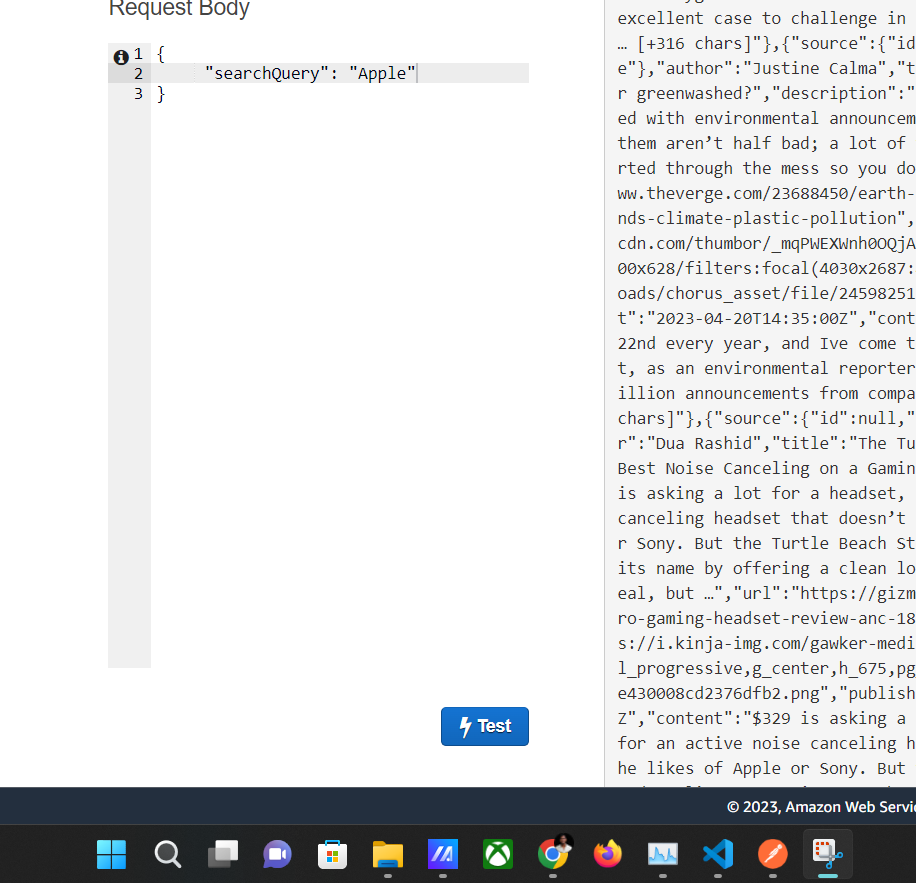 Request Body
1 {
2 "searchQuery": "Apple"
3 }
Test
excellent case to challenge in
… [+316 chars]"},{"source":{"id
e"},"author":"Justine Calma","t
r greenwashed?","description":"
ed with environmental announcem
them aren’t half bad; a lot of
rted through the mess so you do
ww.theverge.com/23688450/earth-
nds-climate-plastic-pollution",
cdn.com/thumbor/_mqPWEXWnh0OQjA
00x628/filters:focal(4030x2687:
oads/chorus_asset/file/24598251
t":"2023-04-20T14:35:00Z","cont
22nd every year, and Ive come t
t, as an environmental reporter
illion announcements from compa
chars]"},{"source":{"id":null,"
r":"Dua Rashid","title":"The Tu
Best Noise Canceling on a Gamin
is asking a lot for a headset,
canceling headset that doesn’t
r Sony. But the Turtle Beach St
its name by offering a clean lo
eal, but …","url":"https://gizm
ro-gaming-headset-review-anc-18
s://i.kinja-img.com/gawker-medi
l_progressive,g_center,h_675,pg
e430008cd2376dfb2.png","publish
Z","content":"$329 is asking a
for an active noise canceling h
he likes of Apple or Sony. But
© 2023, Amazon Web Servic